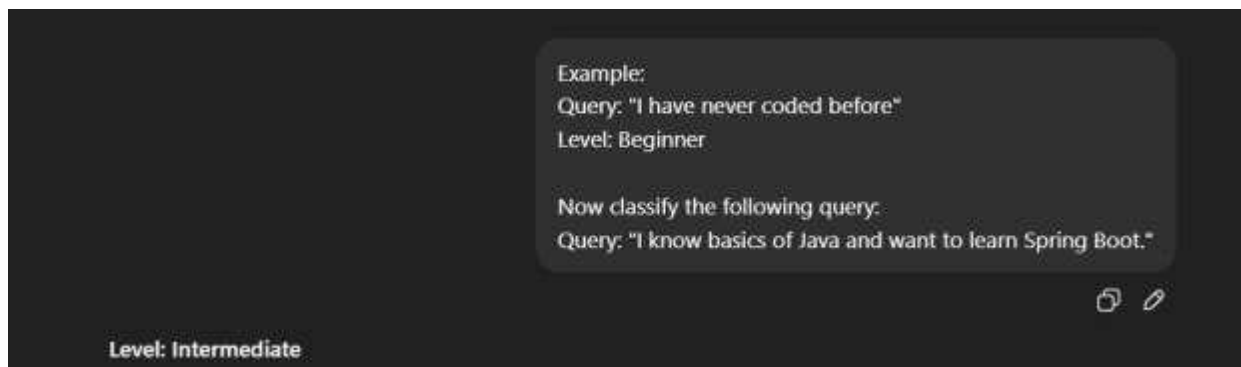 Example:
Query: "I have never coded before"
Level: Beginner
Now classify the following query:
Query: "I know basics of Java and want to learn Spring Boot."
Level: Intermediate